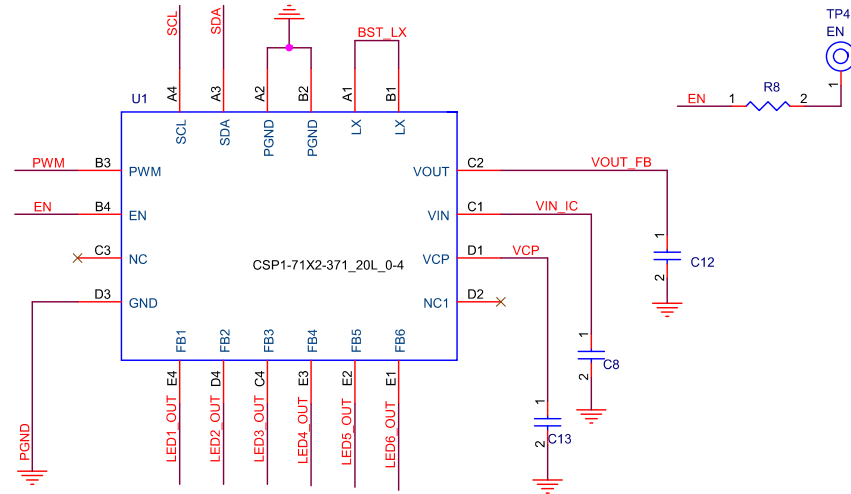 SCL
SDA
BST_LX
TP4
EN
U1
A4
A3
A2
B2
A1
B1
SCL
SDA
PGND
PGND
LX
LX
EN
1
R8
2
1
PWM
B3
PWM
EN
B4
EN
C3
NC
D3
GND
CSP1-71X2-371_20L_0-4
VOUT
C2
VOUT_FB
VIN
C1
VIN_IC
VCP
D1
VCP
NC1
D2
1
2
C12
1
2
C8
1
2
C13
FB1
FB2
FB3
FB4
FB5
FB6
E4
D4
C4
E3
E2
E1
LED1_OUT
LED2_OUT
LED3_OUT
LED4_OUT
LED5_OUT
LED6_OUT
PGND